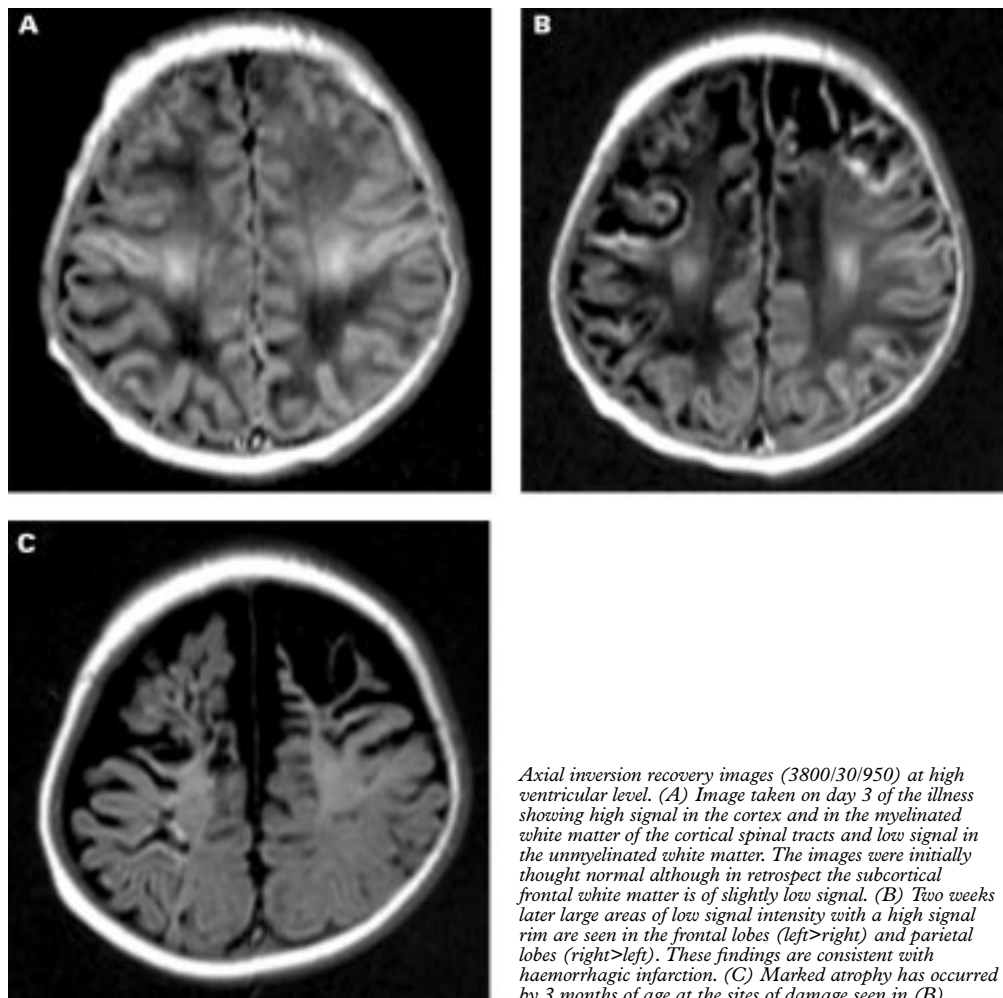 A
B
C
Axial inversion recovery images (3800/30/950) at high
ventricular level. (A) Image taken on day 3 of the illness
showing high signal in the cortex and in the myelinated
white matter of the cortical spinal tracts and low signal in
the unmyelinated white matter. The images were initially
thought normal although in retrospect the subcortical
frontal white matter is of slightly low signal. (B) Two weeks
later large areas of low signal intensity with a high signal
rim are seen in the frontal lobes (left>right) and parietal
lobes (right>left). These findings are consistent with
haemorrhagic infarction. (C) Marked atrophy has occurred
by 3 months of age at the sites of damage seen in (B).